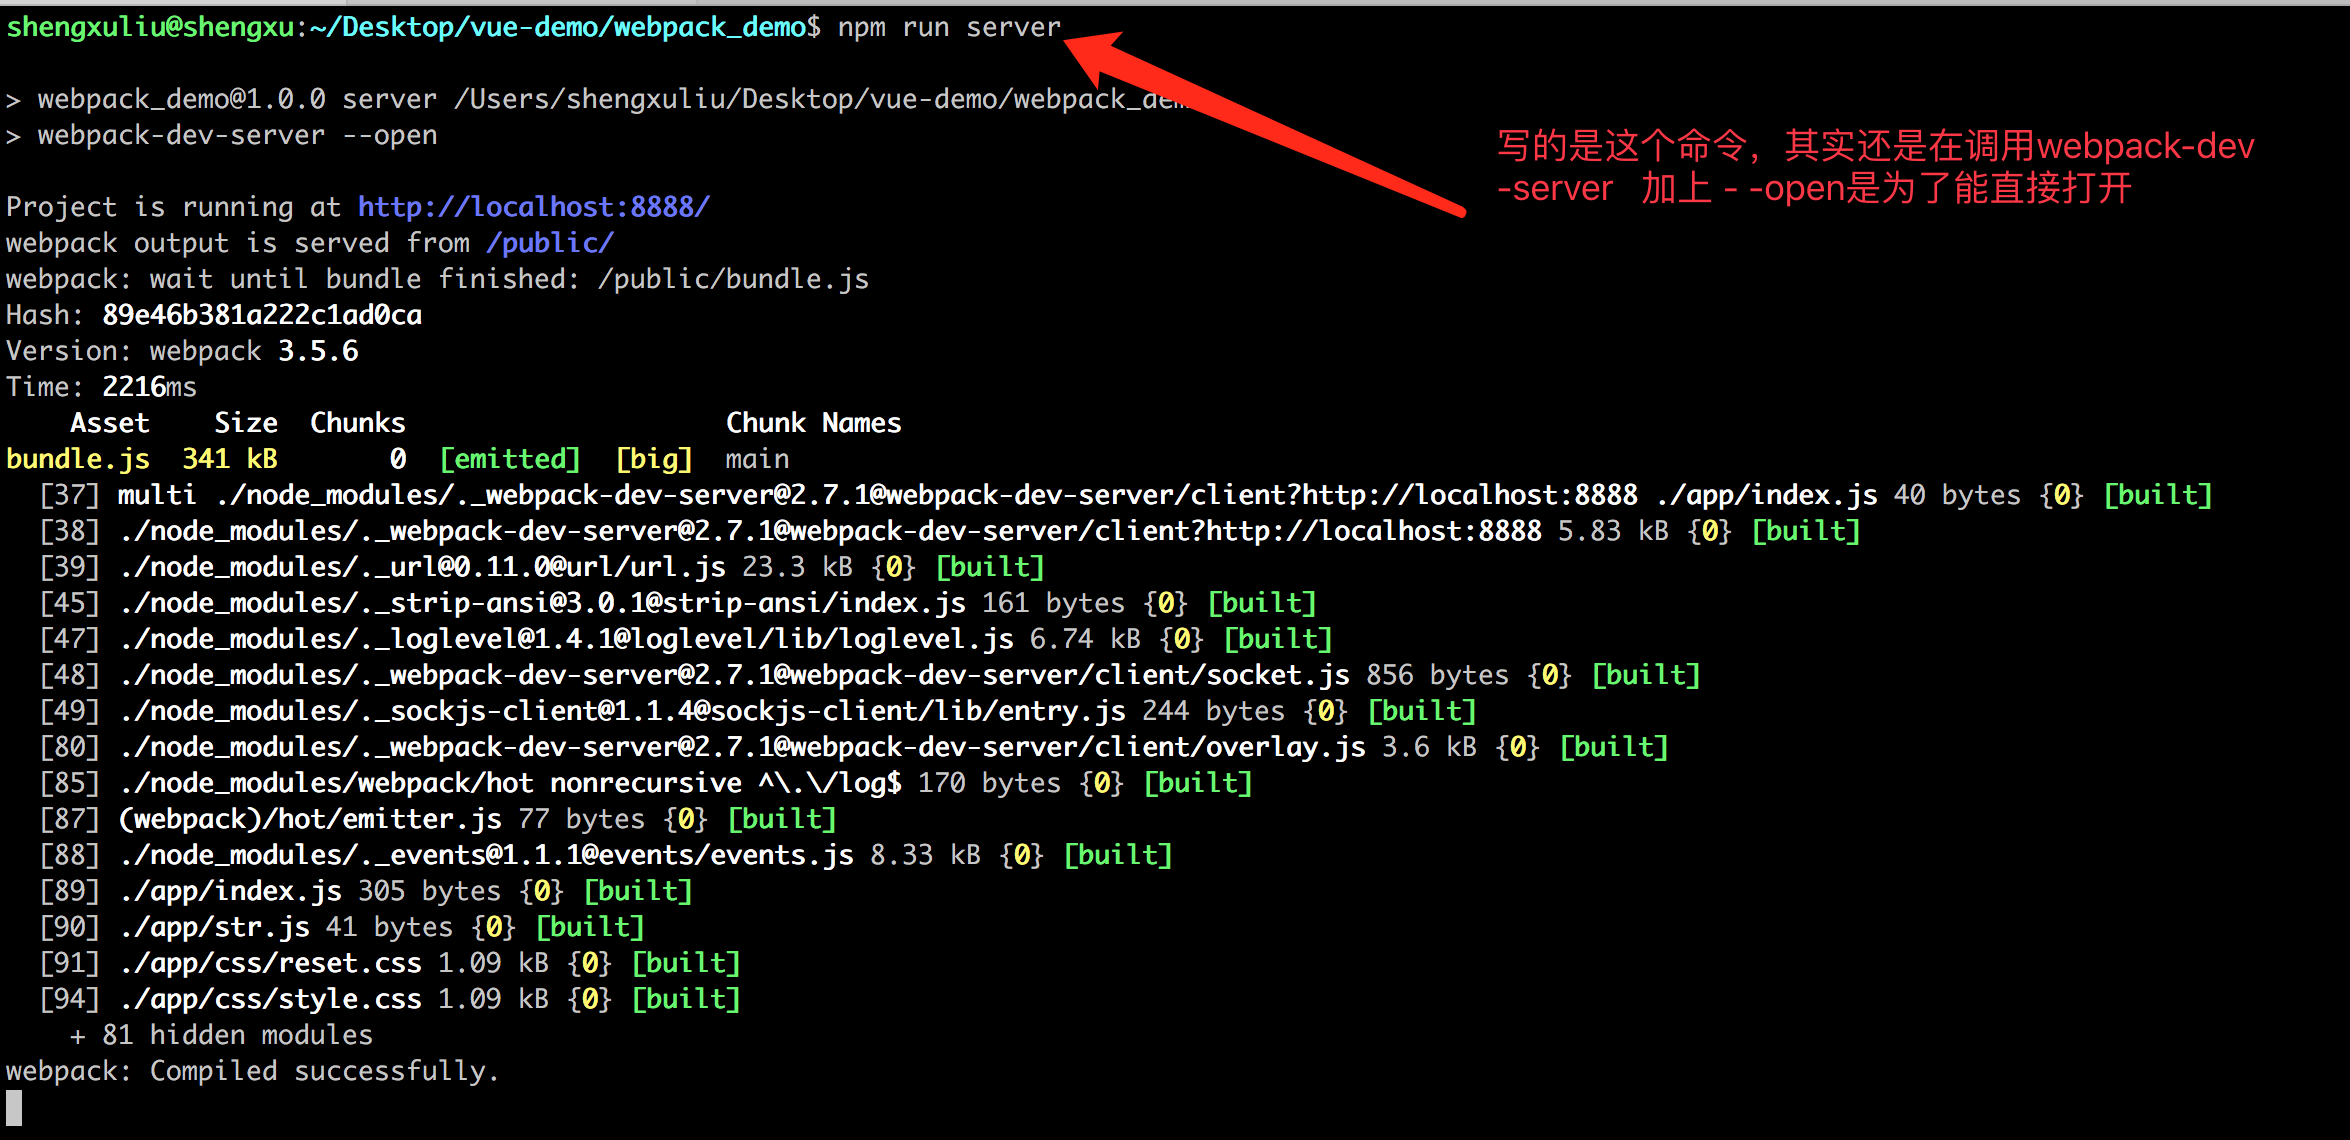 shengxuliu@shengxu:~/Desktop/vue-demo/webpack_demo$ npm run server
> webpack_demo@1.0.0 server /Users/shengxuliu/Desktop/vue-demo/webpack_demo
> webpack-dev-server --open
写的是这个命令，其实还是在调用webpack-dev
-server 加上 - -open是为了能直接打开
Project is running at http://localhost:8888/
webpack output is served from /public/
webpack: wait until bundle finished: /public/bundle.js
Hash: 89e46b381a222c1ad0ca
Version: webpack 3.5.6
Time: 2216ms
Asset Size Chunks Chunk Names
bundle.js 341 kB 0 [emitted] [big] main
[37] multi ./node_modules/._webpack-dev-server@2.7.1@webpack-dev-server/client?http://localhost:8888 ./app/index.js 40 bytes {0} [built]
[38] ./node_modules/._webpack-dev-server@2.7.1@webpack-dev-server/client?http://localhost:8888 5.83 kB {0} [built]
[39] ./node_modules/._url@0.11.0@url/url.js 23.3 kB {0} [built]
[45] ./node_modules/._strip-ansi@3.0.1@strip-ansi/index.js 161 bytes {0} [built]
[47] ./node_modules/._loglevel@1.4.1@loglevel/lib/loglevel.js 6.74 kB {0} [built]
[48] ./node_modules/._webpack-dev-server@2.7.1@webpack-dev-server/client/socket.js 856 bytes {0} [built]
[49] ./node_modules/._sockjs-client@1.1.4@sockjs-client/lib/entry.js 244 bytes {0} [built]
[80] ./node_modules/._webpack-dev-server@2.7.1@webpack-dev-server/client/overlay.js 3.6 kB {0} [built]
[85] ./node_modules/webpack/hot nonrecursive ^\.\/log$ 170 bytes {0} [built]
[87] (webpack)/hot/emitter.js 77 bytes {0} [built]
[88] ./node_modules/._events@1.1.1@events/events.js 8.33 kB {0} [built]
[89] ./app/index.js 305 bytes {0} [built]
[90] ./app/str.js 41 bytes {0} [built]
[91] ./app/css/reset.css 1.09 kB {0} [built]
[94] ./app/css/style.css 1.09 kB {0} [built]
+ 81 hidden modules
webpack: Compiled successfully.